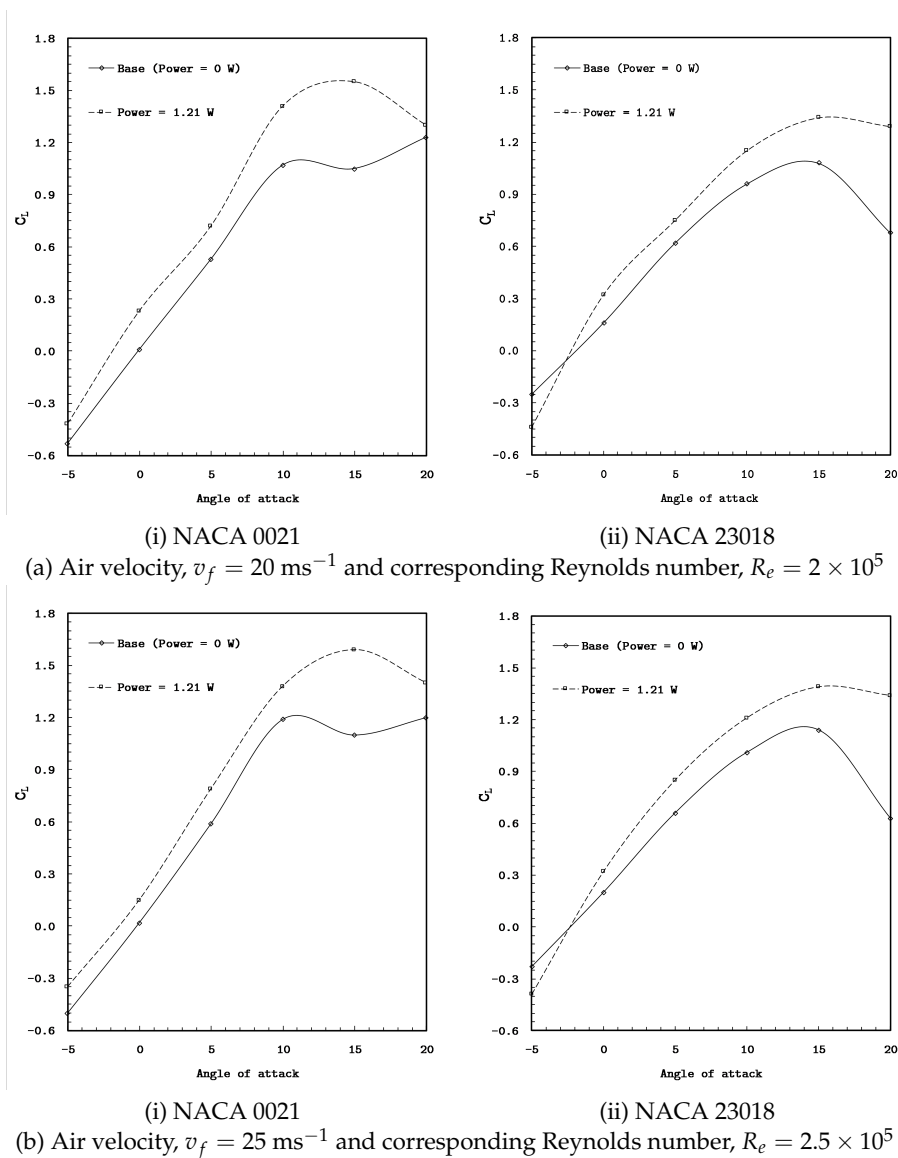 1.8
1.5
1.2
0.9
0.6
0.3
0.0
-0.3
-0.6
C_L
Base (Power = 0 W)
Power = 1.21 W
-5 0 5 10 15 20
Angle of attack
1.8
1.5
1.2
0.9
0.6
0.3
0.0
-0.3
-0.6
C_L
Base (Power = 0 W)
Power = 1.21 W
-5 0 5 10 15 20
Angle of attack
(i) NACA 0021
(ii) NACA 23018
(a) Air velocity, v_f = 20 ms⁻¹ and corresponding Reynolds number, R_e = 2 × 10⁵
1.8
1.5
1.2
0.9
0.6
0.3
0.0
-0.3
-0.6
C_L
Base (Power = 0 W)
Power = 1.21 W
-5 0 5 10 15 20
Angle of attack
1.8
1.5
1.2
0.9
0.6
0.3
0.0
-0.3
-0.6
C_L
Base (Power = 0 W)
Power = 1.21 W
-5 0 5 10 15 20
Angle of attack
(i) NACA 0021
(ii) NACA 23018
(b) Air velocity, v_f = 25 ms⁻¹ and corresponding Reynolds number, R_e = 2.5 × 10⁵